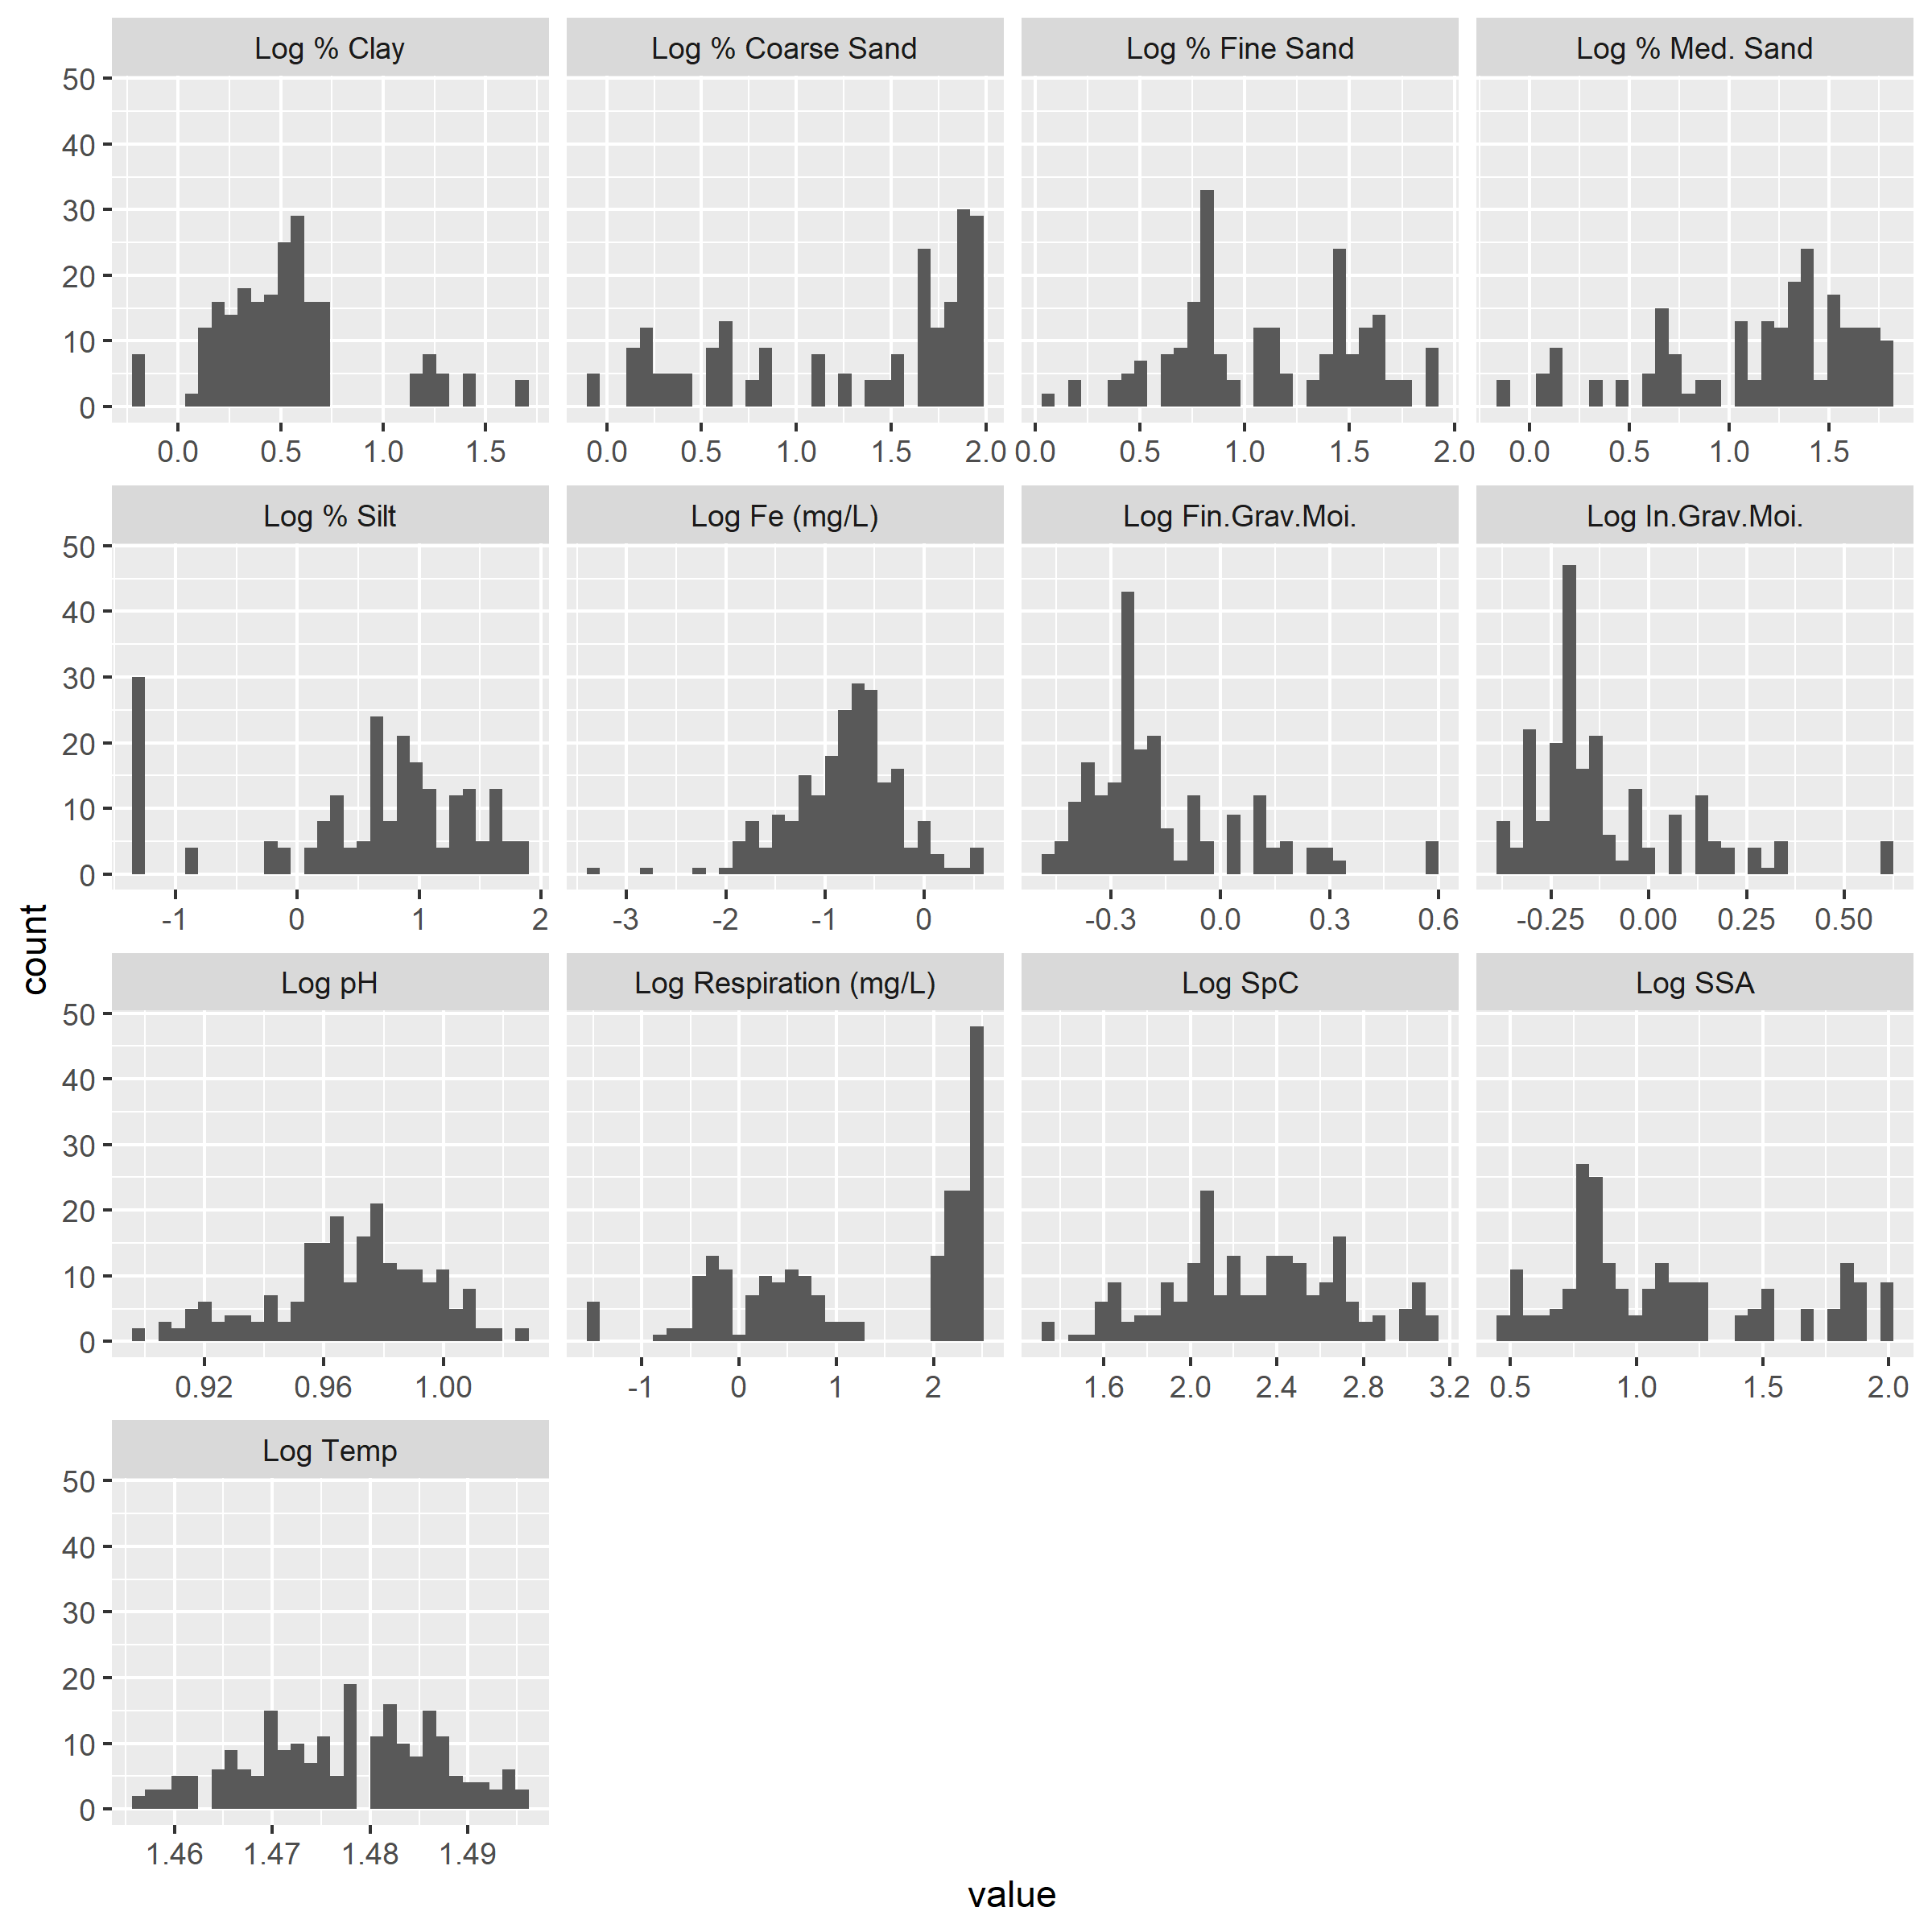 Log % Clay
Log % Coarse Sand
Log % Fine Sand
Log % Med. Sand
50
40
30
20
10
0
0.0 0.5 1.0 1.5
0.0 0.5 1.0 1.5 2.0
0.0 0.5 1.0 1.5 2.0
0.0 0.5 1.0 1.5
Log % Silt
Log Fe (mg/L)
Log Fin.Grav.Moi.
Log In.Grav.Moi.
50
40
30
20
10
0
-1 0 1 2
-3 -2 -1 0
-0.3 0.0 0.3 0.6
-0.25 0.00 0.25 0.50
count
Log pH
Log Respiration (mg/L)
Log SpC
Log SSA
50
40
30
20
10
0
0.92 0.96 1.00
-1 0 1 2
1.6 2.0 2.4 2.8 3.2
0.5 1.0 1.5 2.0
Log Temp
50
40
30
20
10
0
1.46 1.47 1.48 1.49
value